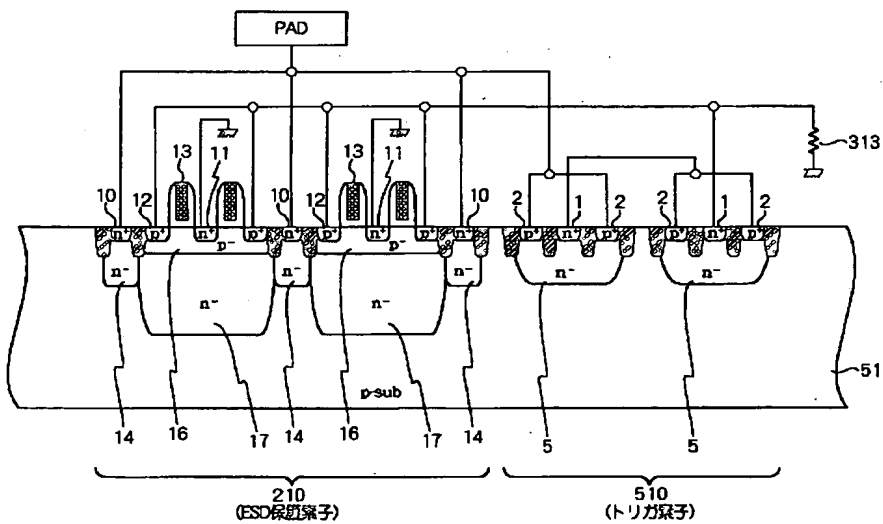 PAD
313
13 11 13 11
10 12 10 12 10 2 1 2 2 1 2
n⁺ p⁺ n⁺ p⁺ n⁺ p⁺ n⁺ p⁺ n⁺ p⁺ n⁺ p⁺ p⁺ n⁺ p⁺
p⁻ p⁻
n⁻ n⁻ n⁻ n⁻ n⁻
n⁻ n⁻
51
p-sub
14 16 17 14 16 17 14 5 5
210 510
(ESD保護素子) (トリガ素子)